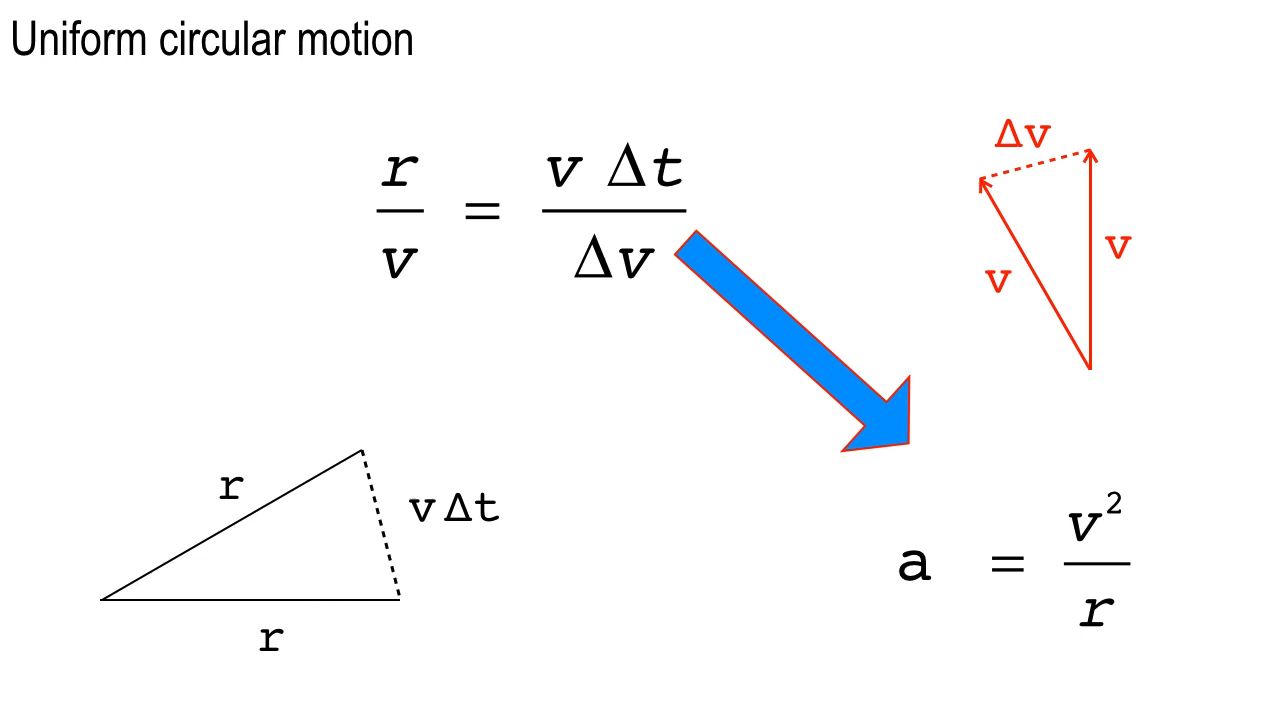 Uniform circular motion
r/v = v Δt/Δv
Δv
v
v
r
v Δt
r
a = v²/r